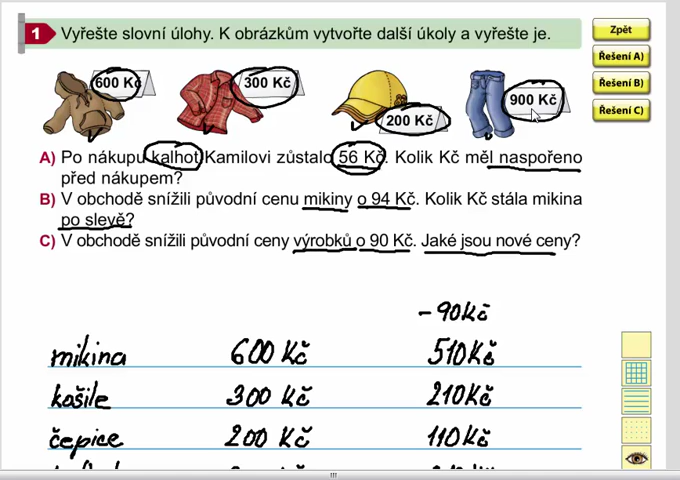 1 Vyřešte slovní úlohy. K obrázkům vytvořte další úkoly a vyřešte je.
Zpět
Řešení A)
Řešení B)
Řešení C)
600 Kč
300 Kč
200 Kč
900 Kč
A) Po nákupu kalhot Kamilovi zůstalo 56 Kč. Kolik Kč měl naspořeno
před nákupem?
B) V obchodě snížili původní cenu mikiny o 94 Kč. Kolik Kč stála mikina
po slevě?
C) V obchodě snížili původní ceny výrobků o 90 Kč. Jaké jsou nové ceny?
-90Kč
mikina 600 Kč 510Kč
košile 300 Kč 210Kč
čepice 200 Kč 110Kč